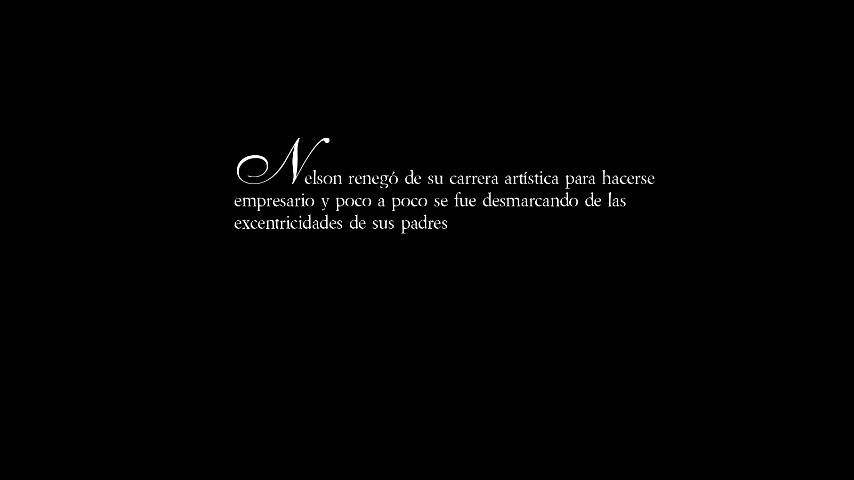 Nelson renegó de su carrera artística para hacerse
empresario y poco a poco se fue desmarcando de las
excentricidades de sus padres